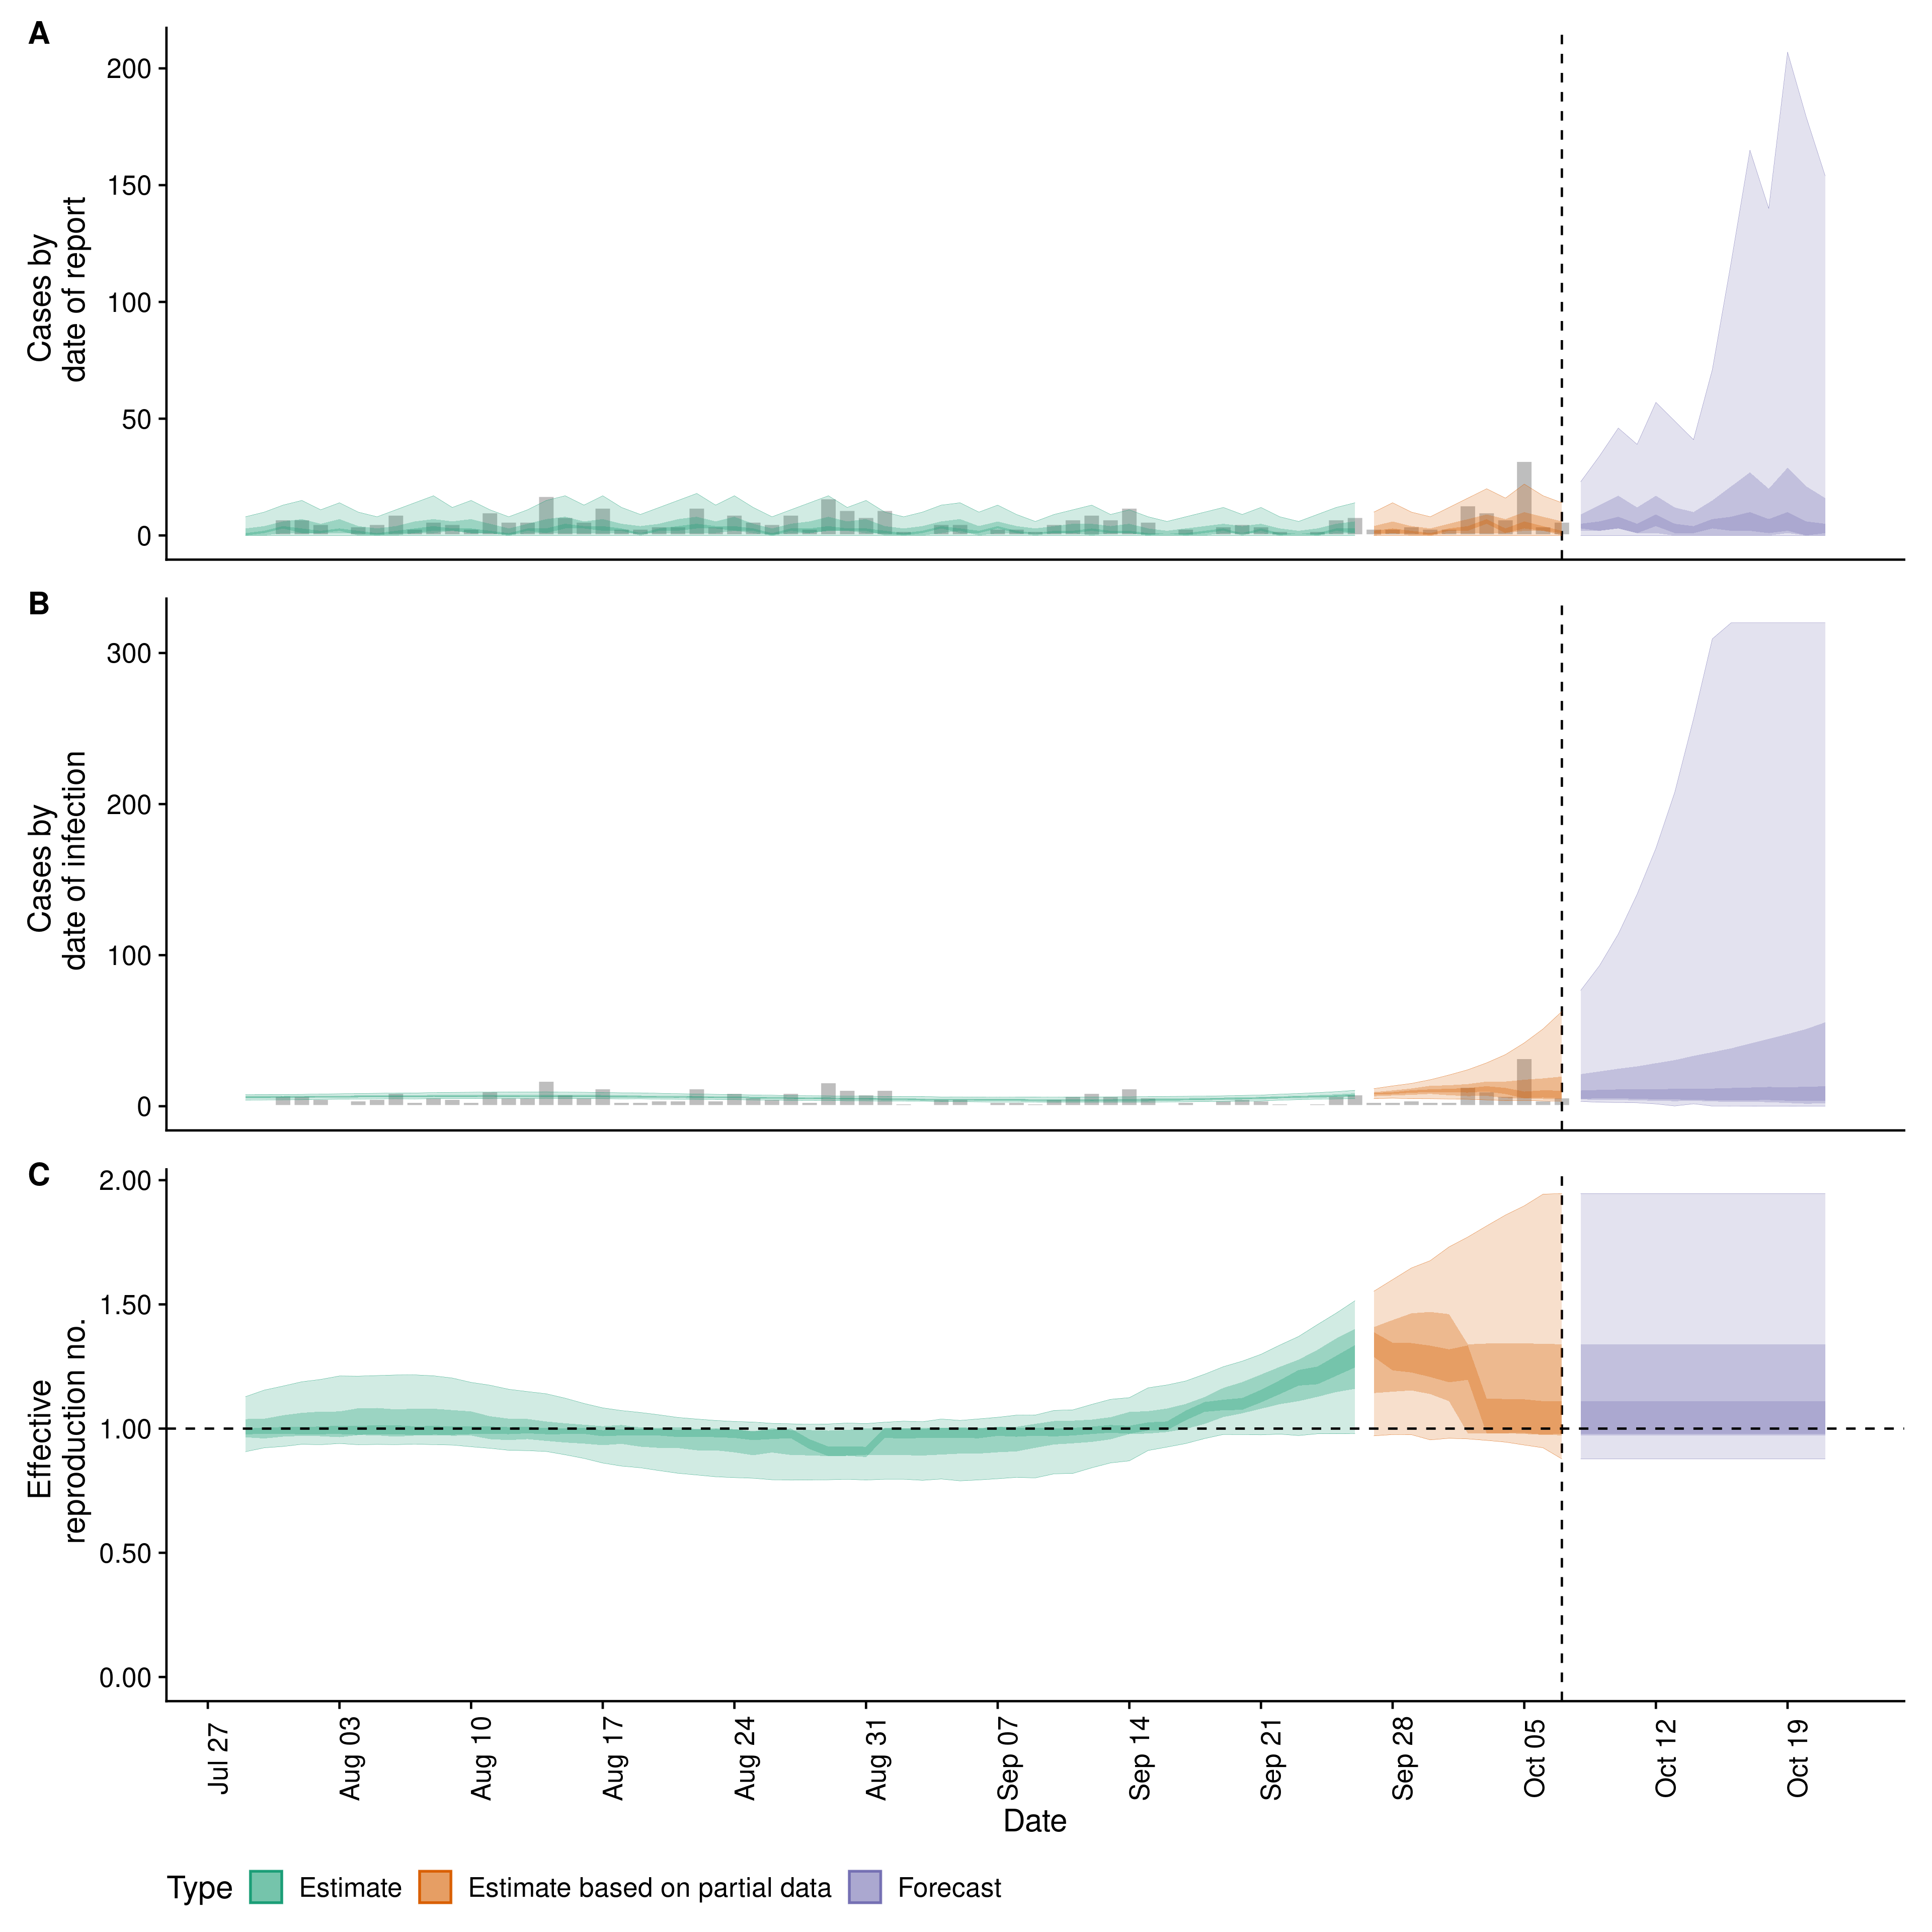 A
200
150
100
50
0
Cases by
date of report
B
300
200
100
0
Cases by
date of infection
C
2.00
1.50
1.00
0.50
0.00
Effective
reproduction no.
Jul 27
Aug 03
Aug 10
Aug 17
Aug 24
Aug 31
Sep 07
Sep 14
Sep 21
Sep 28
Oct 05
Oct 12
Oct 19
Date
Type Estimate Estimate based on partial data Forecast